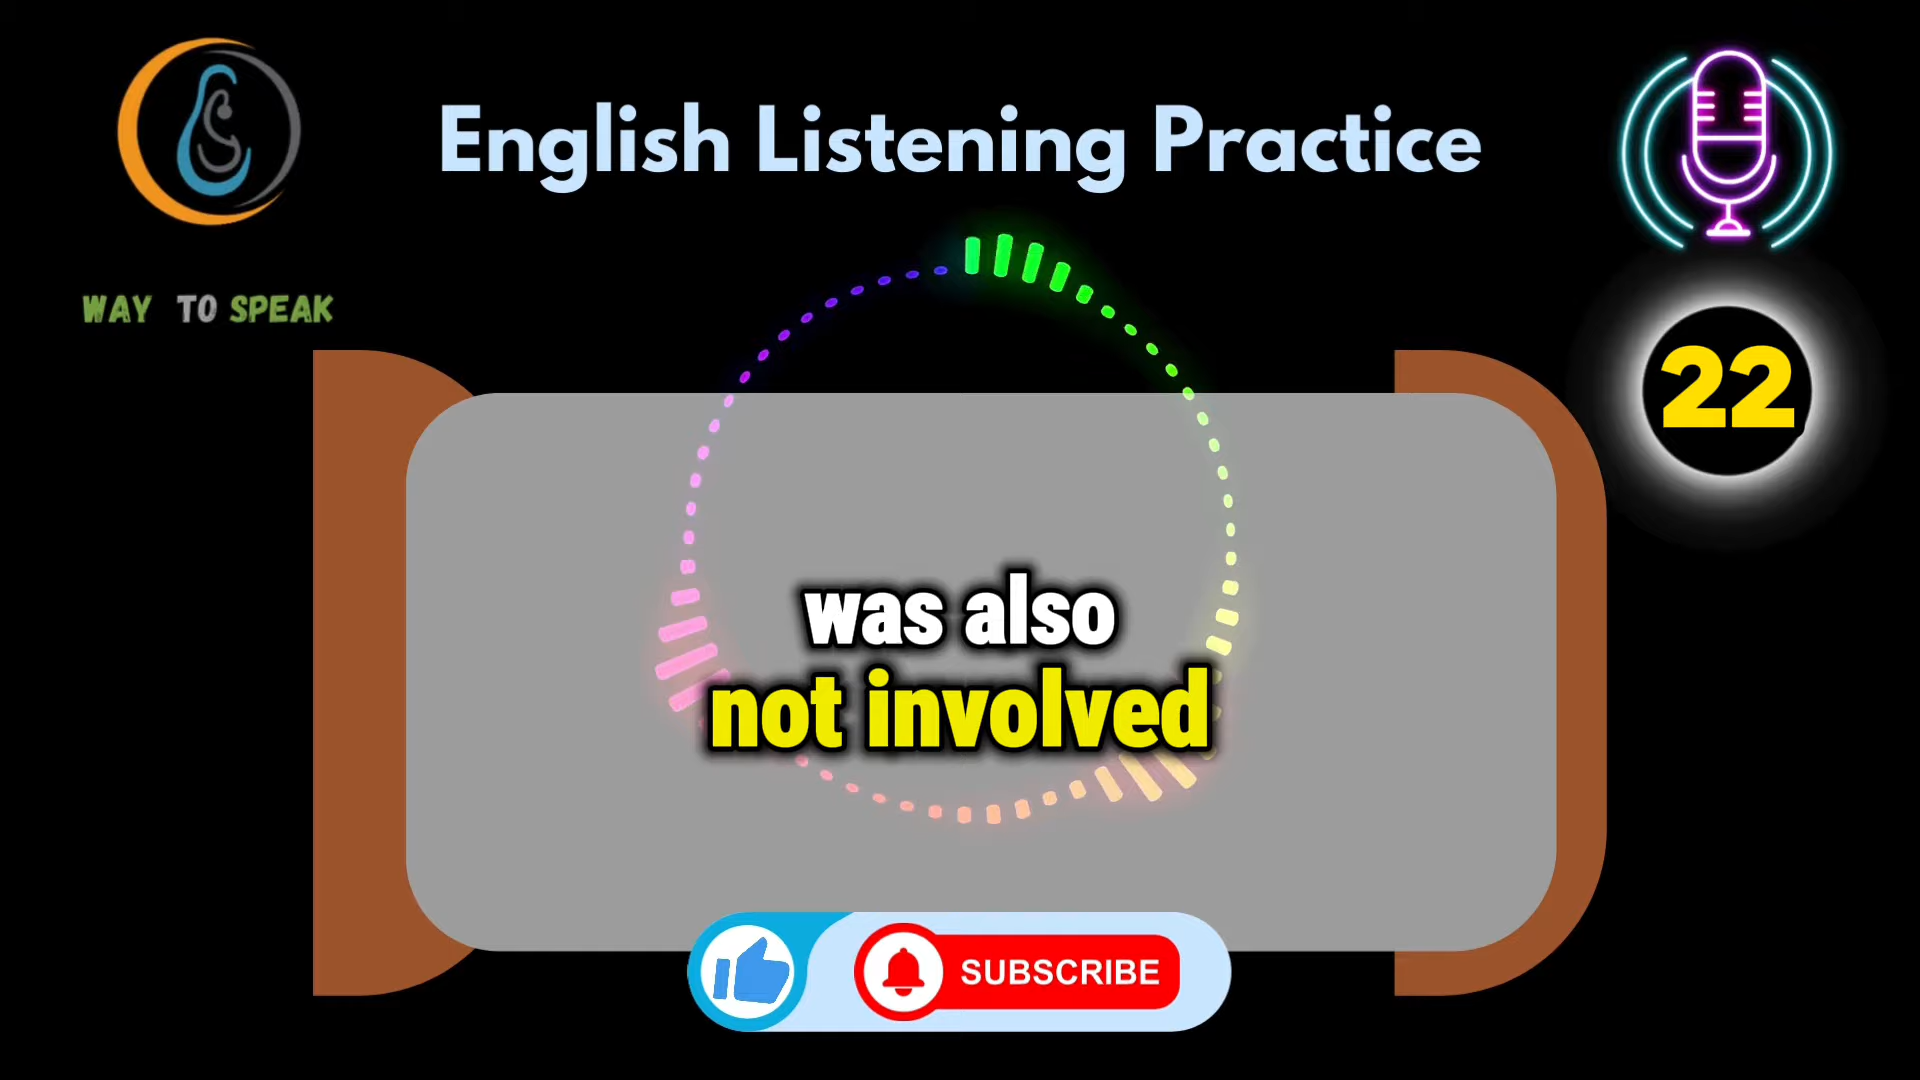 English Listening Practice
WAY TO SPEAK
22
was also
not involved
SUBSCRIBE